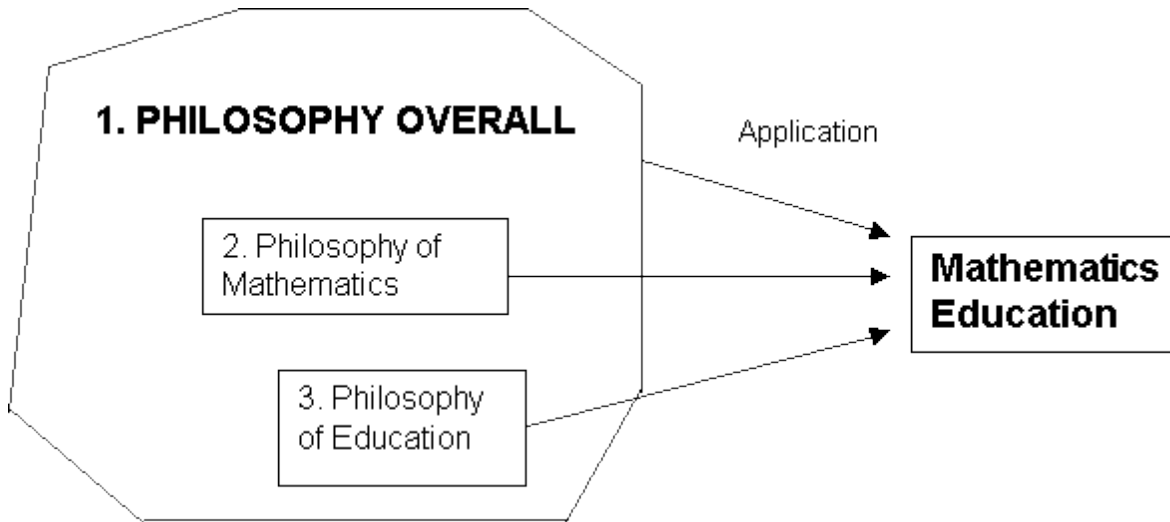 1. PHILOSOPHY OVERALL
Application
2. Philosophy of
Mathematics
Mathematics
Education
3. Philosophy
of Education